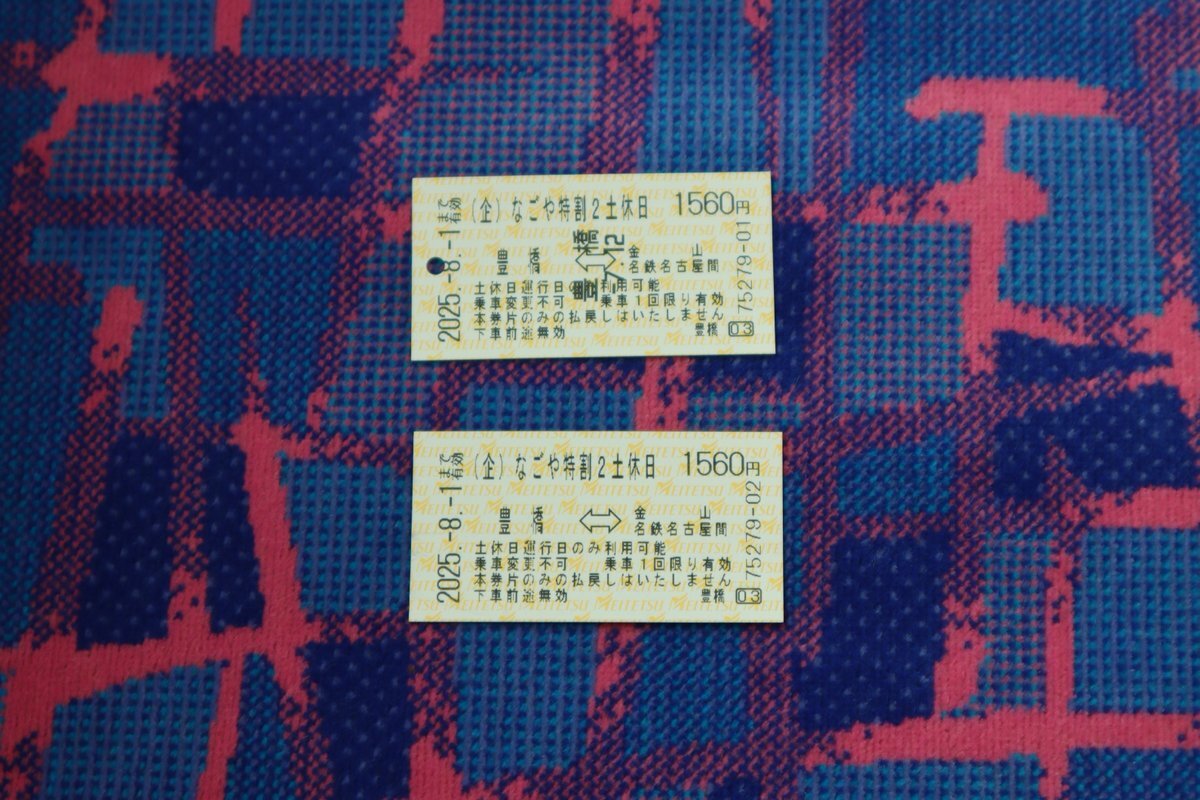 2025.-8.-1まで有効
(企)なごや特割2土休日 1560円
豊橋 ⇔ 金山
・名鉄名古屋間
豊橋
12
土休日運行日のみ利用可能
乗車変更不可 乗車1回限り有効
本券片のみの払戻しはいたしません
下車前途無効 豊橋 03
75279-01
2025.-8.-1まで有効
(企)なごや特割2土休日 1560円
豊橋 ⇔ 金山
名鉄名古屋間
土休日運行日のみ利用可能
乗車変更不可 乗車1回限り有効
本券片のみの払戻しはいたしません
下車前途無効 豊橋 03
75279-02
MEITETSU